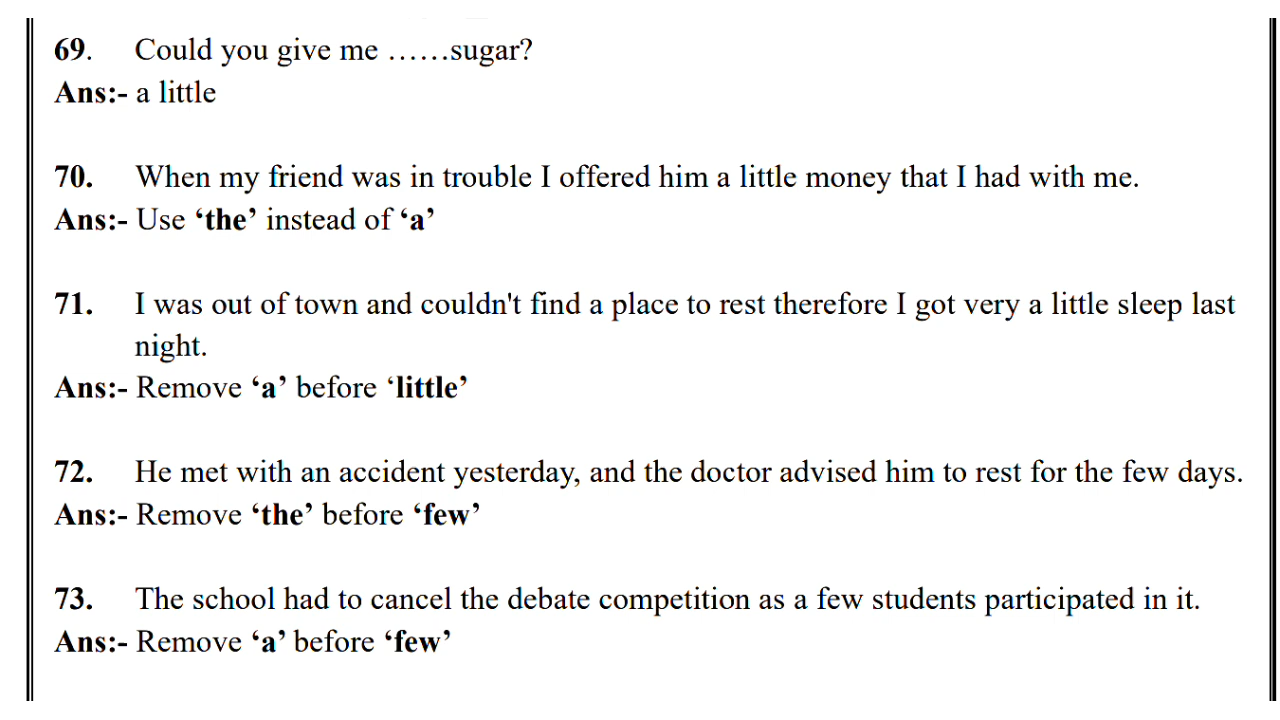 69. Could you give me ......sugar?
Ans:- a little
70. When my friend was in trouble I offered him a little money that I had with me.
Ans:- Use ‘the’ instead of ‘a’
71. I was out of town and couldn't find a place to rest therefore I got very a little sleep last
night.
Ans:- Remove ‘a’ before ‘little’
72. He met with an accident yesterday, and the doctor advised him to rest for the few days.
Ans:- Remove ‘the’ before ‘few’
73. The school had to cancel the debate competition as a few students participated in it.
Ans:- Remove ‘a’ before ‘few’